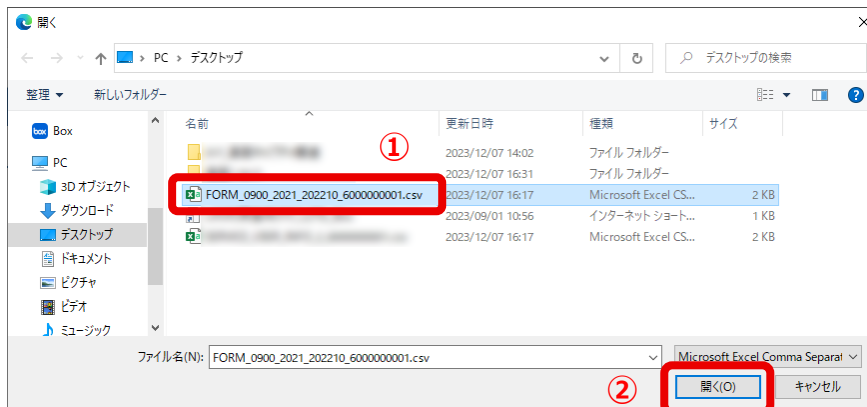 開く
PC › デスクトップ
デスクトップの検索
整理
新しいフォルダー
名前
更新日時
種類
サイズ
Box
PC
3D オブジェクト
ダウンロード
デスクトップ
ドキュメント
ピクチャ
ビデオ
ミュージック
①
2023/12/07 14:02 ファイル フォルダー
2023/12/07 16:31 ファイル フォルダー
FORM_0900_2021_202210_6000000001.csv 2023/12/07 16:17 Microsoft Excel CS... 2 KB
2023/09/01 10:56 インターネット ショート... 1 KB
2023/12/07 16:17 Microsoft Excel CS... 2 KB
ファイル名(N): FORM_0900_2021_202210_6000000001.csv
Microsoft Excel Comma Separat
②
開く(O)
キャンセル